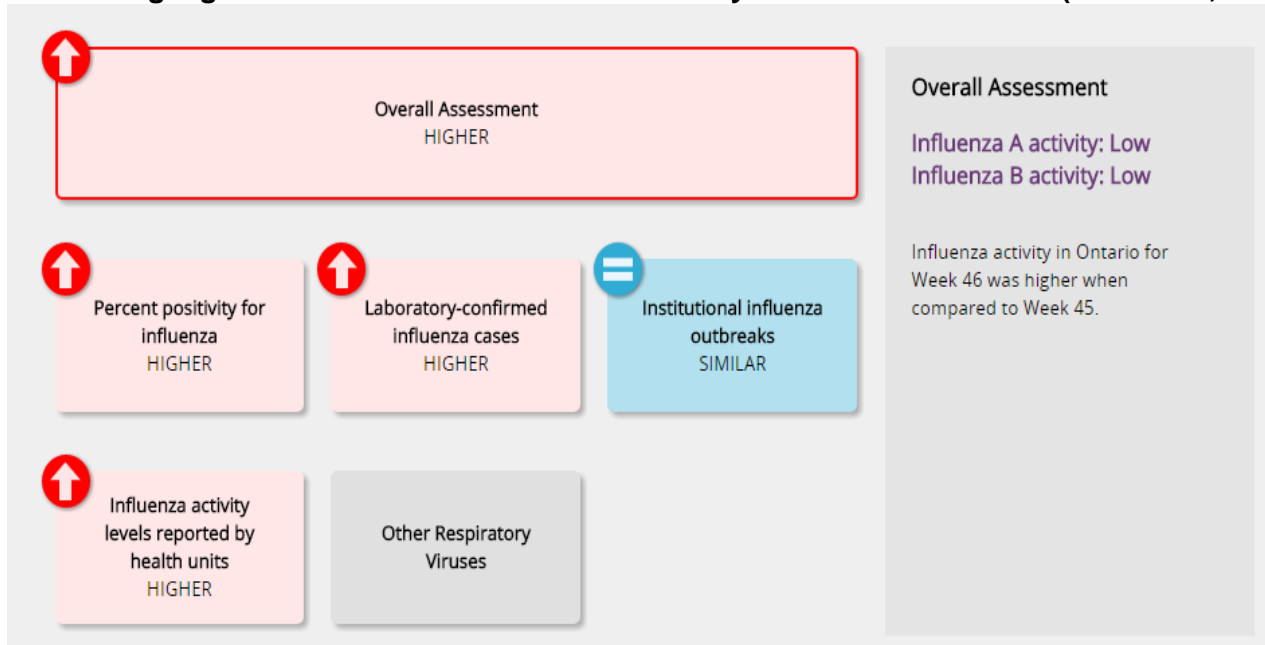 Overall Assessment
HIGHER
Overall Assessment
Influenza A activity: Low
Influenza B activity: Low
Influenza activity in Ontario for
Week 46 was higher when
compared to Week 45.
Percent positivity for
influenza
HIGHER
Laboratory-confirmed
influenza cases
HIGHER
Institutional influenza
outbreaks
SIMILAR
Influenza activity
levels reported by
health units
HIGHER
Other Respiratory
Viruses